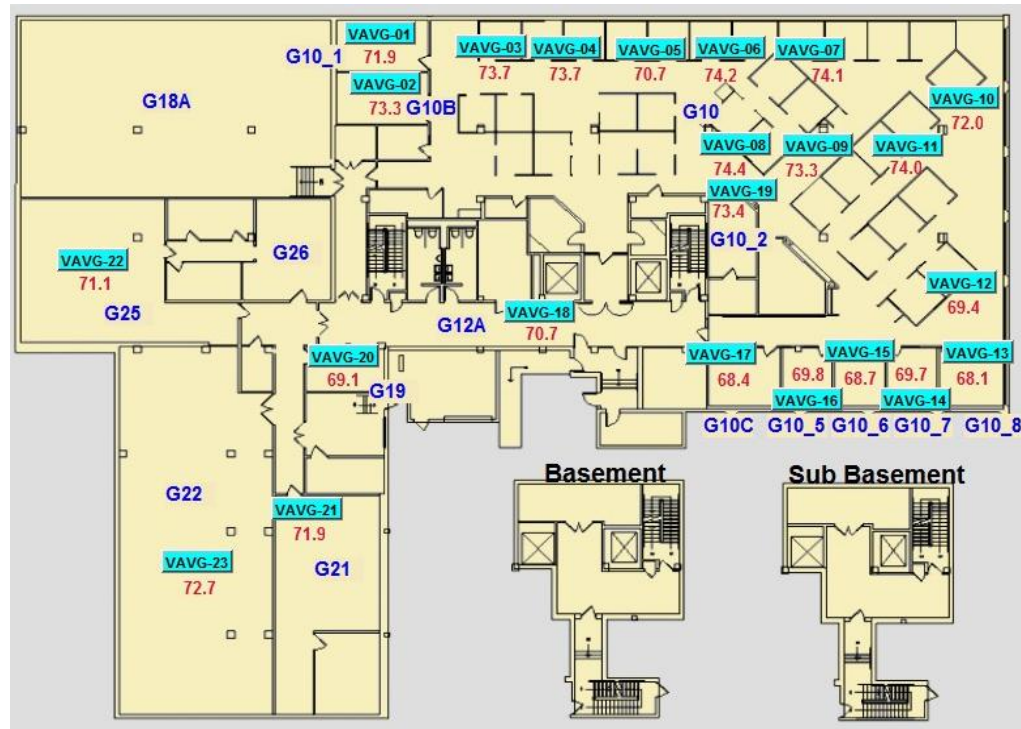 VAVG-01
71.9
G10_1
VAVG-02
73.3
G10B
VAVG-03
73.7
VAVG-04
73.7
VAVG-05
70.7
VAVG-06
74.2
VAVG-07
74.1
G18A
G10
VAVG-10
72.0
VAVG-08
74.4
VAVG-09
73.3
VAVG-11
74.0
VAVG-19
73.4
G10_2
VAVG-22
71.1
G26
G25
VAVG-12
69.4
G12A
VAVG-18
70.7
VAVG-20
69.1
G19
VAVG-17
68.4
69.8
VAVG-16
VAVG-15
68.7
69.7
VAVG-14
VAVG-13
68.1
G10C
G10_5
G10_6
G10_7
G10_8
Basement
Sub Basement
G22
VAVG-21
71.9
VAVG-23
72.7
G21